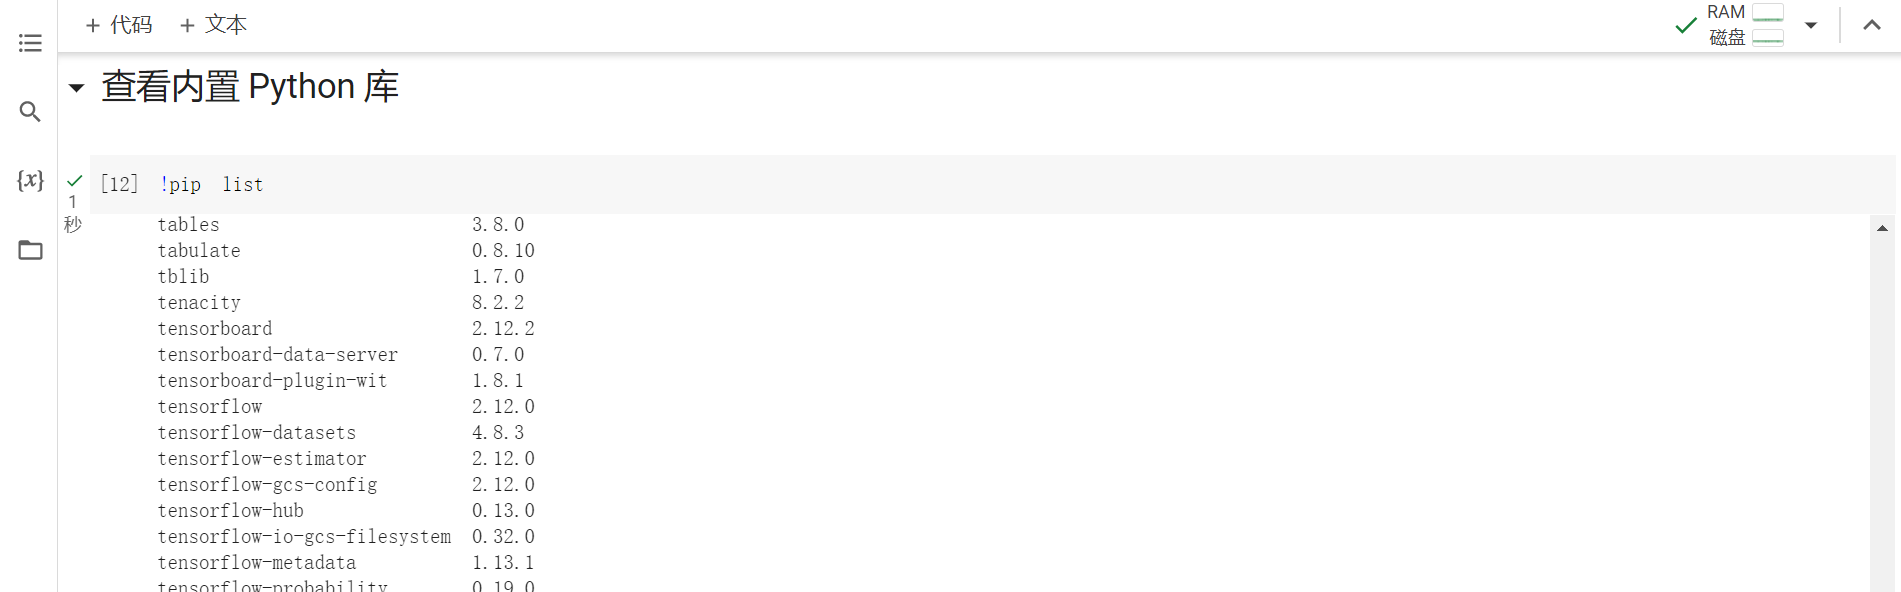 + 代码 + 文本
RAM
磁盘
查看内置 Python 库
{x}
[12] !pip list
1
秒
tables 3.8.0
tabulate 0.8.10
tblib 1.7.0
tenacity 8.2.2
tensorboard 2.12.2
tensorboard-data-server 0.7.0
tensorboard-plugin-wit 1.8.1
tensorflow 2.12.0
tensorflow-datasets 4.8.3
tensorflow-estimator 2.12.0
tensorflow-gcs-config 2.12.0
tensorflow-hub 0.13.0
tensorflow-io-gcs-filesystem 0.32.0
tensorflow-metadata 1.13.1
tensorflow-probability 0.19.0